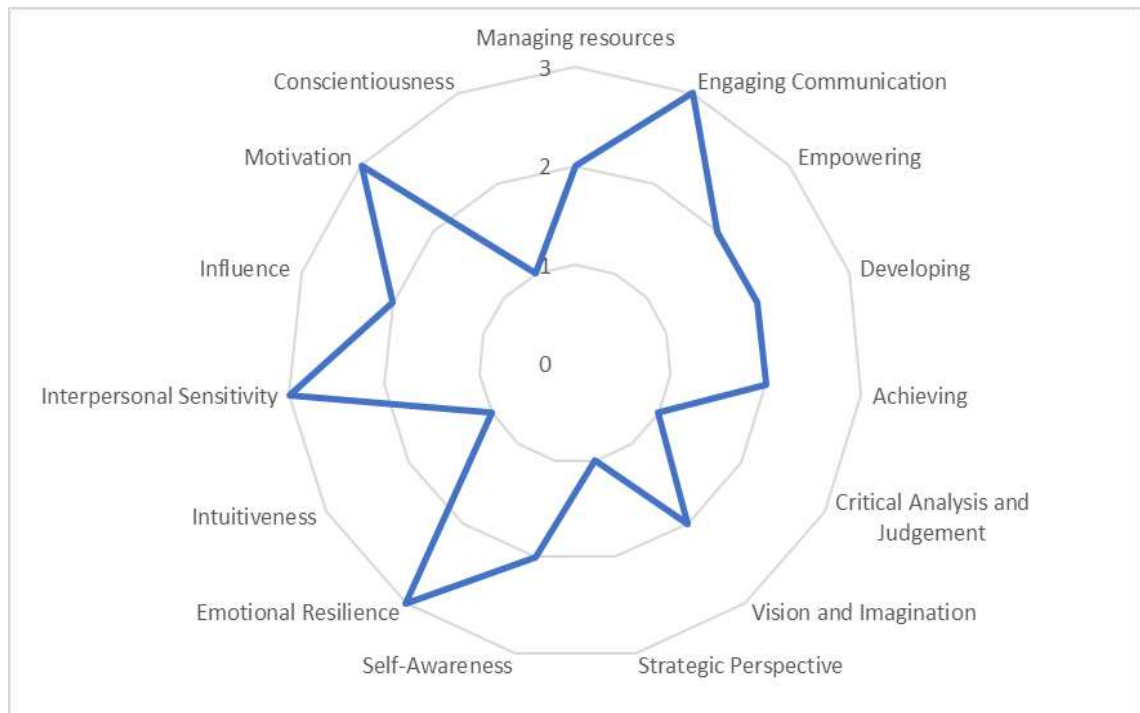 Managing resources
3
Conscientiousness
Engaging Communication
Motivation
Empowering
2
Influence
Developing
1
0
Interpersonal Sensitivity
Achieving
Intuitiveness
Critical Analysis and
Judgement
Emotional Resilience
Vision and Imagination
Self-Awareness
Strategic Perspective